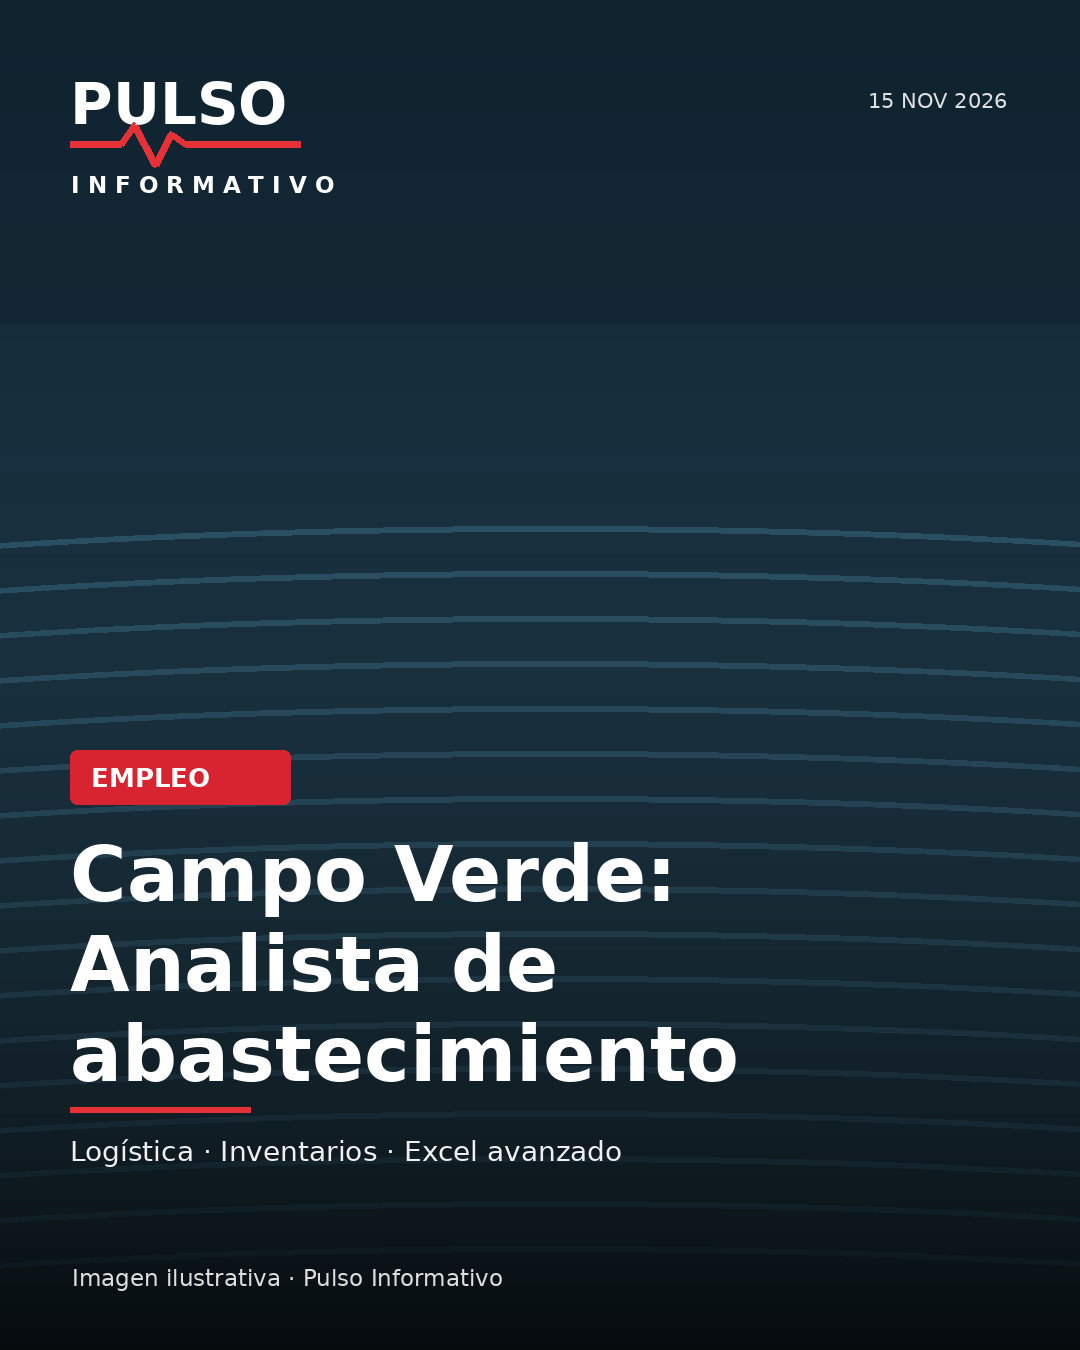 PULSO
INFORMATIVO
15 NOV 2026
EMPLEO
Campo Verde:
Analista de
abastecimiento
Logística · Inventarios · Excel avanzado
Imagen ilustrativa · Pulso Informativo